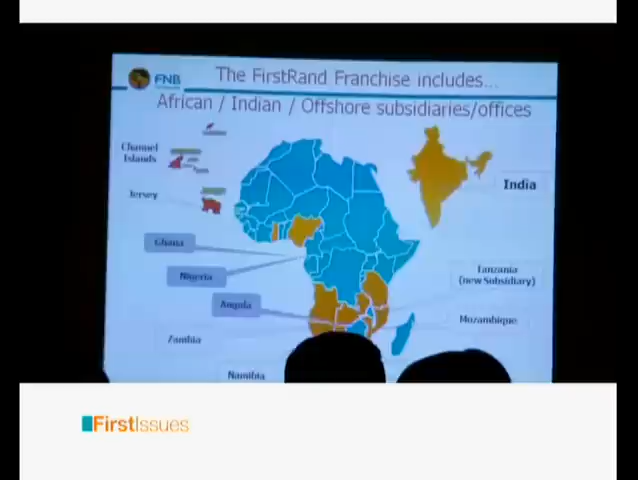 FNB
The FirstRand Franchise includes...
African / Indian / Offshore subsidiaries/offices
Channel
Islands
Jersey
India
Ghana
Nigeria
Angola
Tanzania
(new Subsidiary)
Mozambique
Zambia
Namibia
FirstIssues